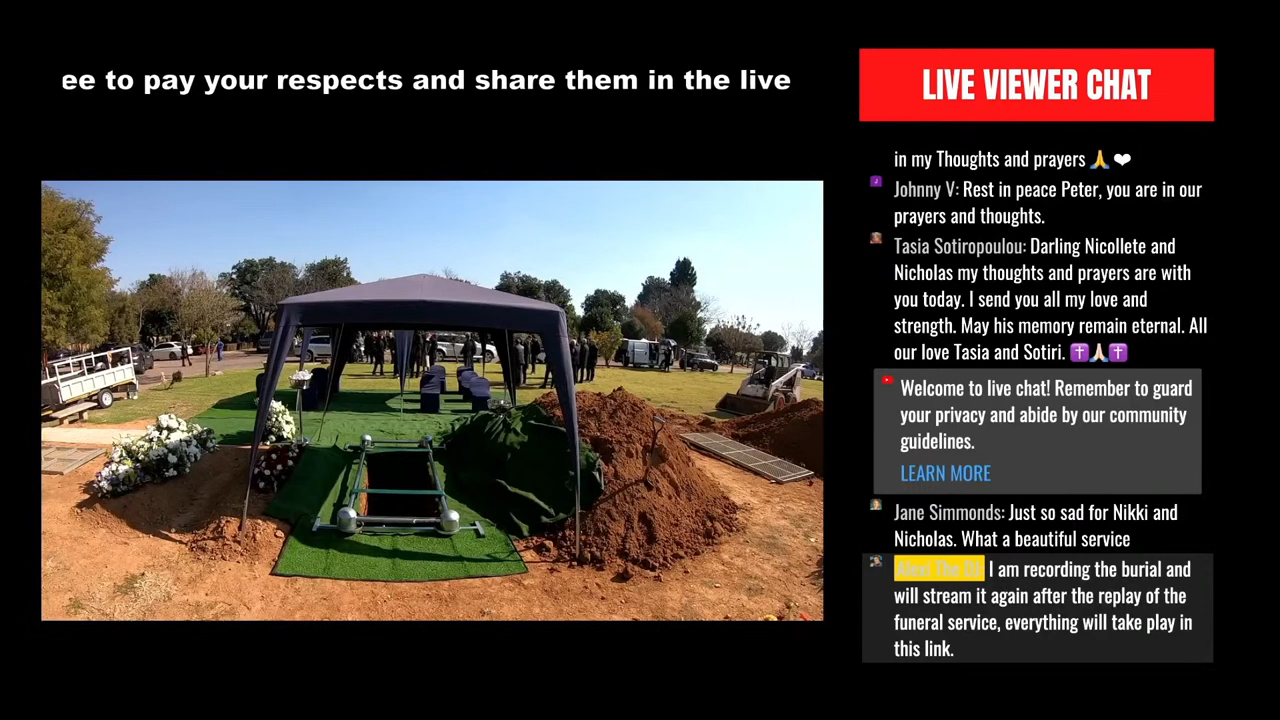 ee to pay your respects and share them in the live
LIVE VIEWER CHAT
in my Thoughts and prayers 🙏 ❤
Johnny V: Rest in peace Peter, you are in our
prayers and thoughts.
Tasia Sotiropoulou: Darling Nicollete and
Nicholas my thoughts and prayers are with
you today. I send you all my love and
strength. May his memory remain eternal. All
our love Tasia and Sotiri. ✝️🙏🏻✝️
Welcome to live chat! Remember to guard
your privacy and abide by our community
guidelines.
LEARN MORE
Jane Simmonds: Just so sad for Nikki and
Nicholas. What a beautiful service
Alexi The DJ: I am recording the burial and
will stream it again after the replay of the
funeral service, everything will take play in
this link.